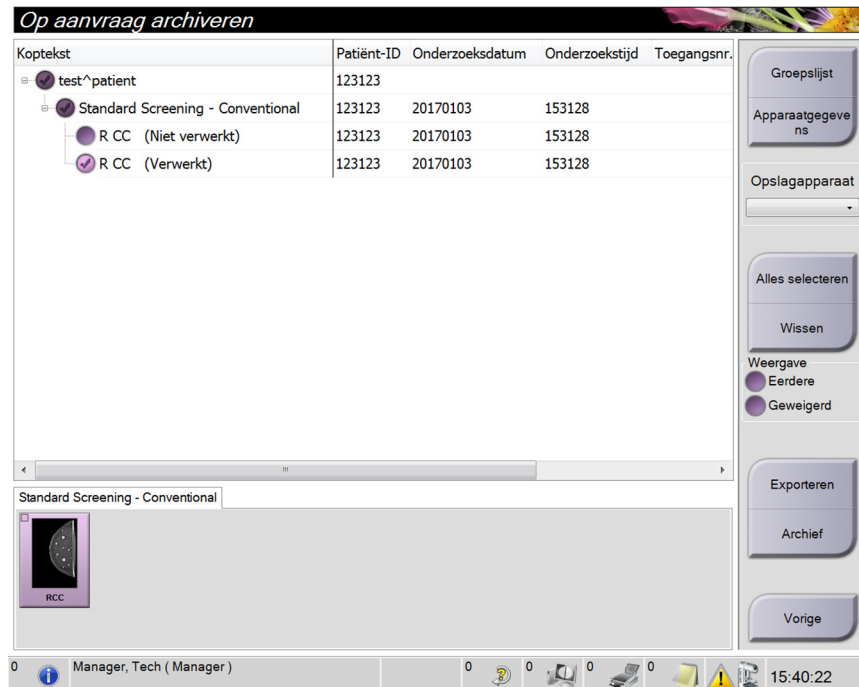 Op aanvraag archiveren
Koptekst Patiënt-ID Onderzoeksdatum Onderzoekstijd Toegangsnr.
test^patient 123123
Standard Screening - Conventional 123123 20170103 153128
R CC (Niet verwerkt) 123123 20170103 153128
R CC (Verwerkt) 123123 20170103 153128
Groepslijst
Apparaatgegeve
ns
Opslagapparaat
Alles selecteren
Wissen
Weergave
Eerdere
Geweigerd
Exporteren
Archief
Vorige
Standard Screening - Conventional
RCC
0 Manager, Tech ( Manager ) 0 0 0 0 15:40:22